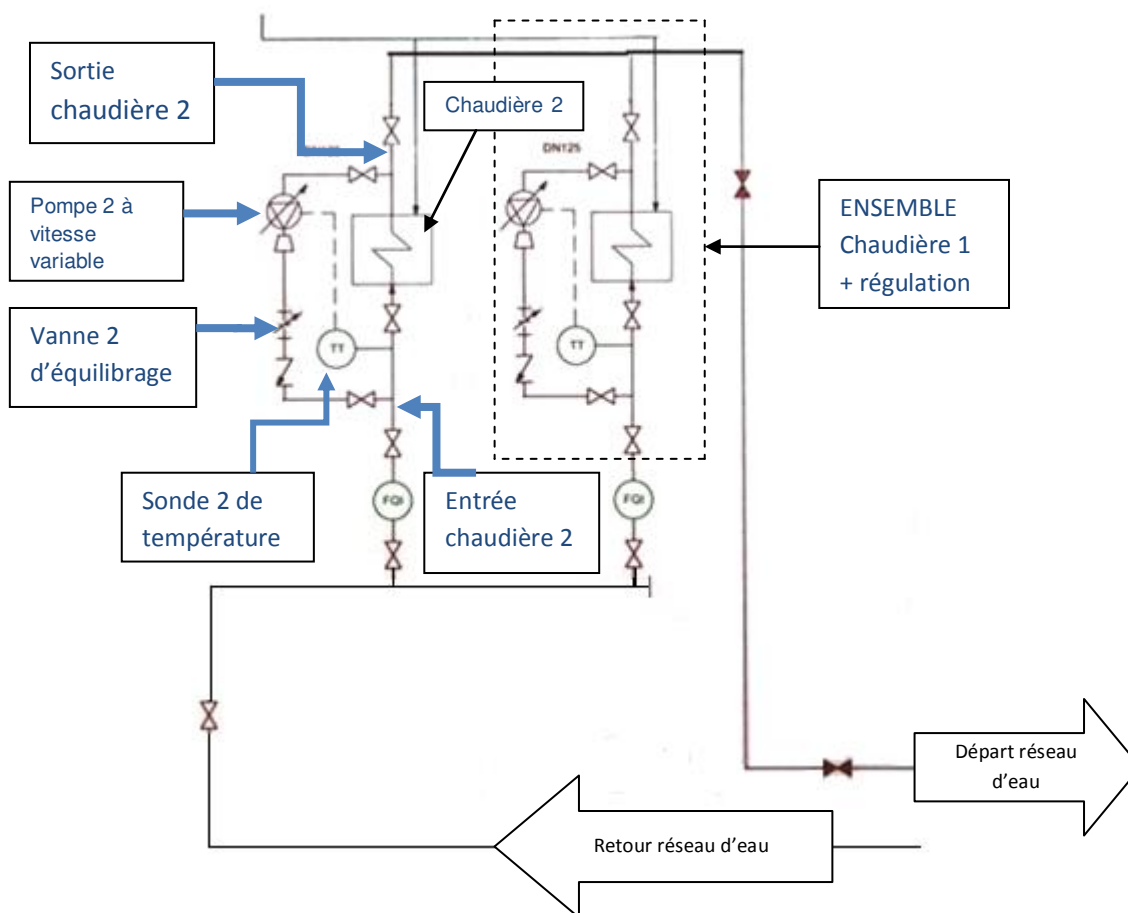 Sortie
chaudière 2
Chaudière 2
DN125
Pompe 2 à
vitesse
variable
ENSEMBLE
Chaudière 1
+ régulation
Vanne 2
d'équilibrage
TT
TT
Sonde 2 de
température
Entrée
chaudière 2
FQI
FQI
Départ réseau
d'eau
Retour réseau d'eau